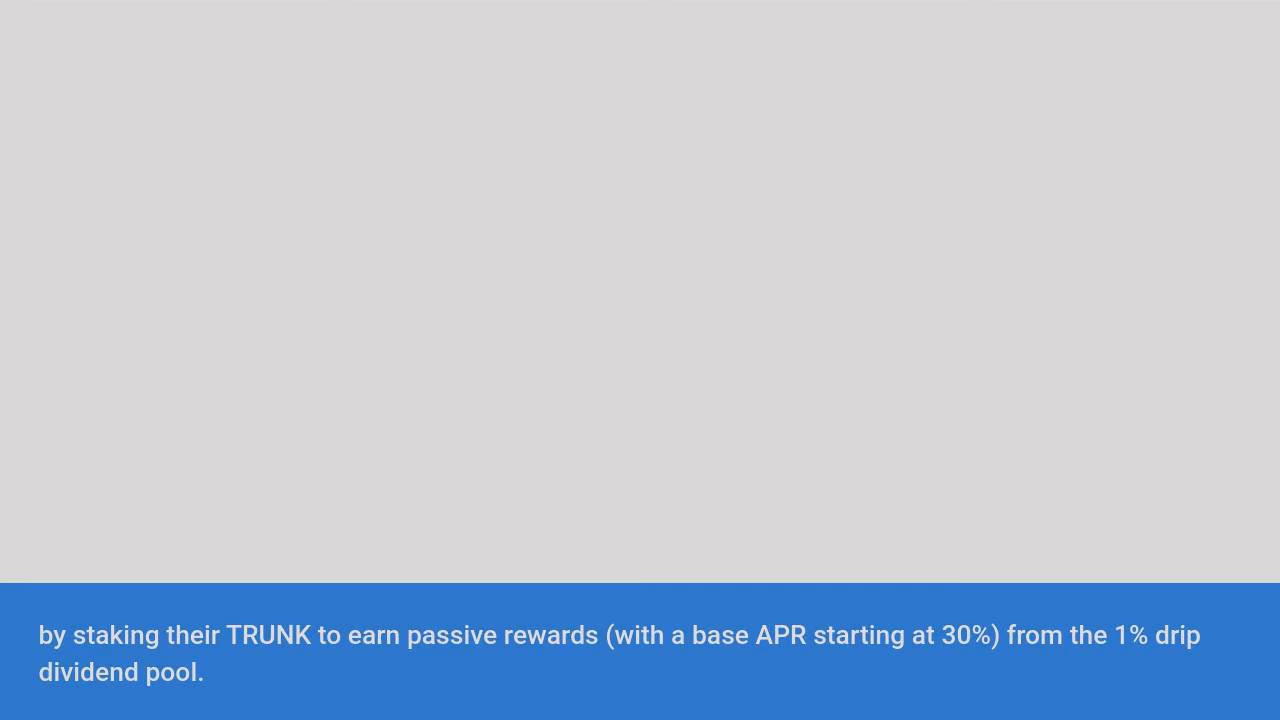 by staking their TRUNK to earn passive rewards (with a base APR starting at 30%) from the 1% drip
dividend pool.